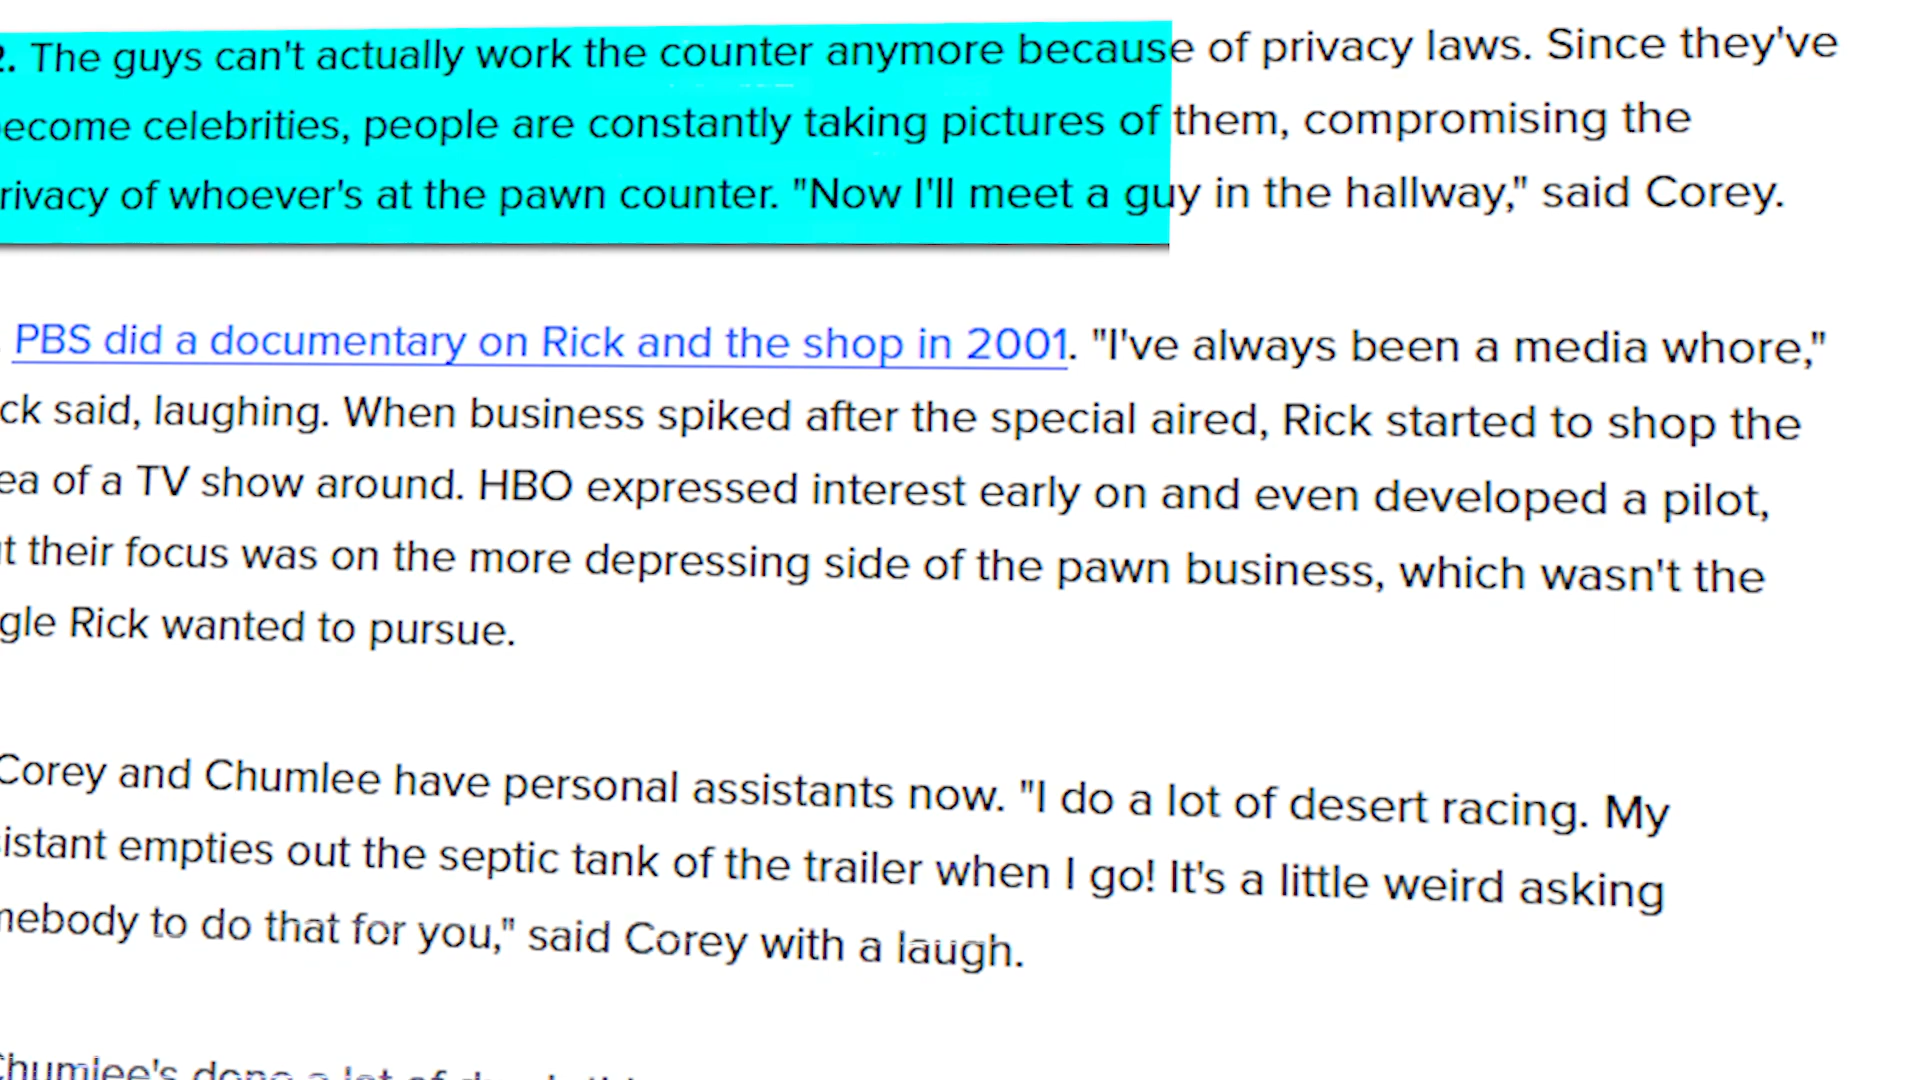 2. The guys can't actually work the counter anymore because of privacy laws. Since they've
become celebrities, people are constantly taking pictures of them, compromising the
rivacy of whoever's at the pawn counter. "Now I'll meet a guy in the hallway," said Corey.
PBS did a documentary on Rick and the shop in 2001. "I've always been a media whore,"
ck said, laughing. When business spiked after the special aired, Rick started to shop the
ea of a TV show around. HBO expressed interest early on and even developed a pilot,
t their focus was on the more depressing side of the pawn business, which wasn't the
gle Rick wanted to pursue.
Corey and Chumlee have personal assistants now. "I do a lot of desert racing. My
istant empties out the septic tank of the trailer when I go! It's a little weird asking
mebody to do that for you," said Corey with a laugh.
Chumlee's done a lot of